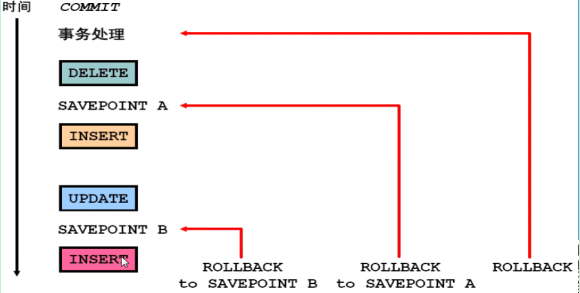 时间 COMMIT
事务处理
DELETE
SAVEPOINT A
INSERT
UPDATE
SAVEPOINT B
INSERT
ROLLBACK
to SAVEPOINT B
ROLLBACK
to SAVEPOINT A
ROLLBACK